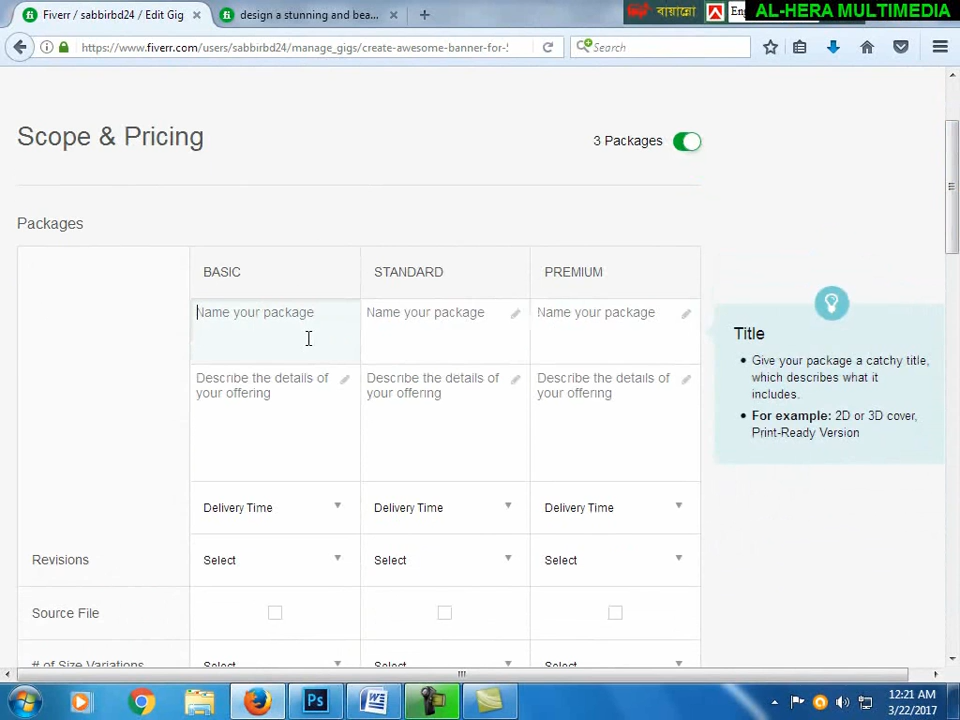 Fiverr / sabbirbd24 / Edit Gig
design a stunning and bea...
বায়ান্নো
AL-HERA MULTIMEDIA
https://www.fiverr.com/users/sabbirbd24/manage_gigs/create-awesome-banner-for-
Search
Scope & Pricing
3 Packages
Packages
BASIC
STANDARD
PREMIUM
Name your package
Name your package
Name your package
Title
Give your package a catchy title,
which describes what it
includes.
For example: 2D or 3D cover,
Print-Ready Version
Describe the details of
your offering
Describe the details of
your offering
Describe the details of
your offering
Delivery Time
Delivery Time
Delivery Time
Revisions
Select
Select
Select
Source File
# of Size Variations
Select
Select
Select
Ps
12:21 AM
3/22/2017